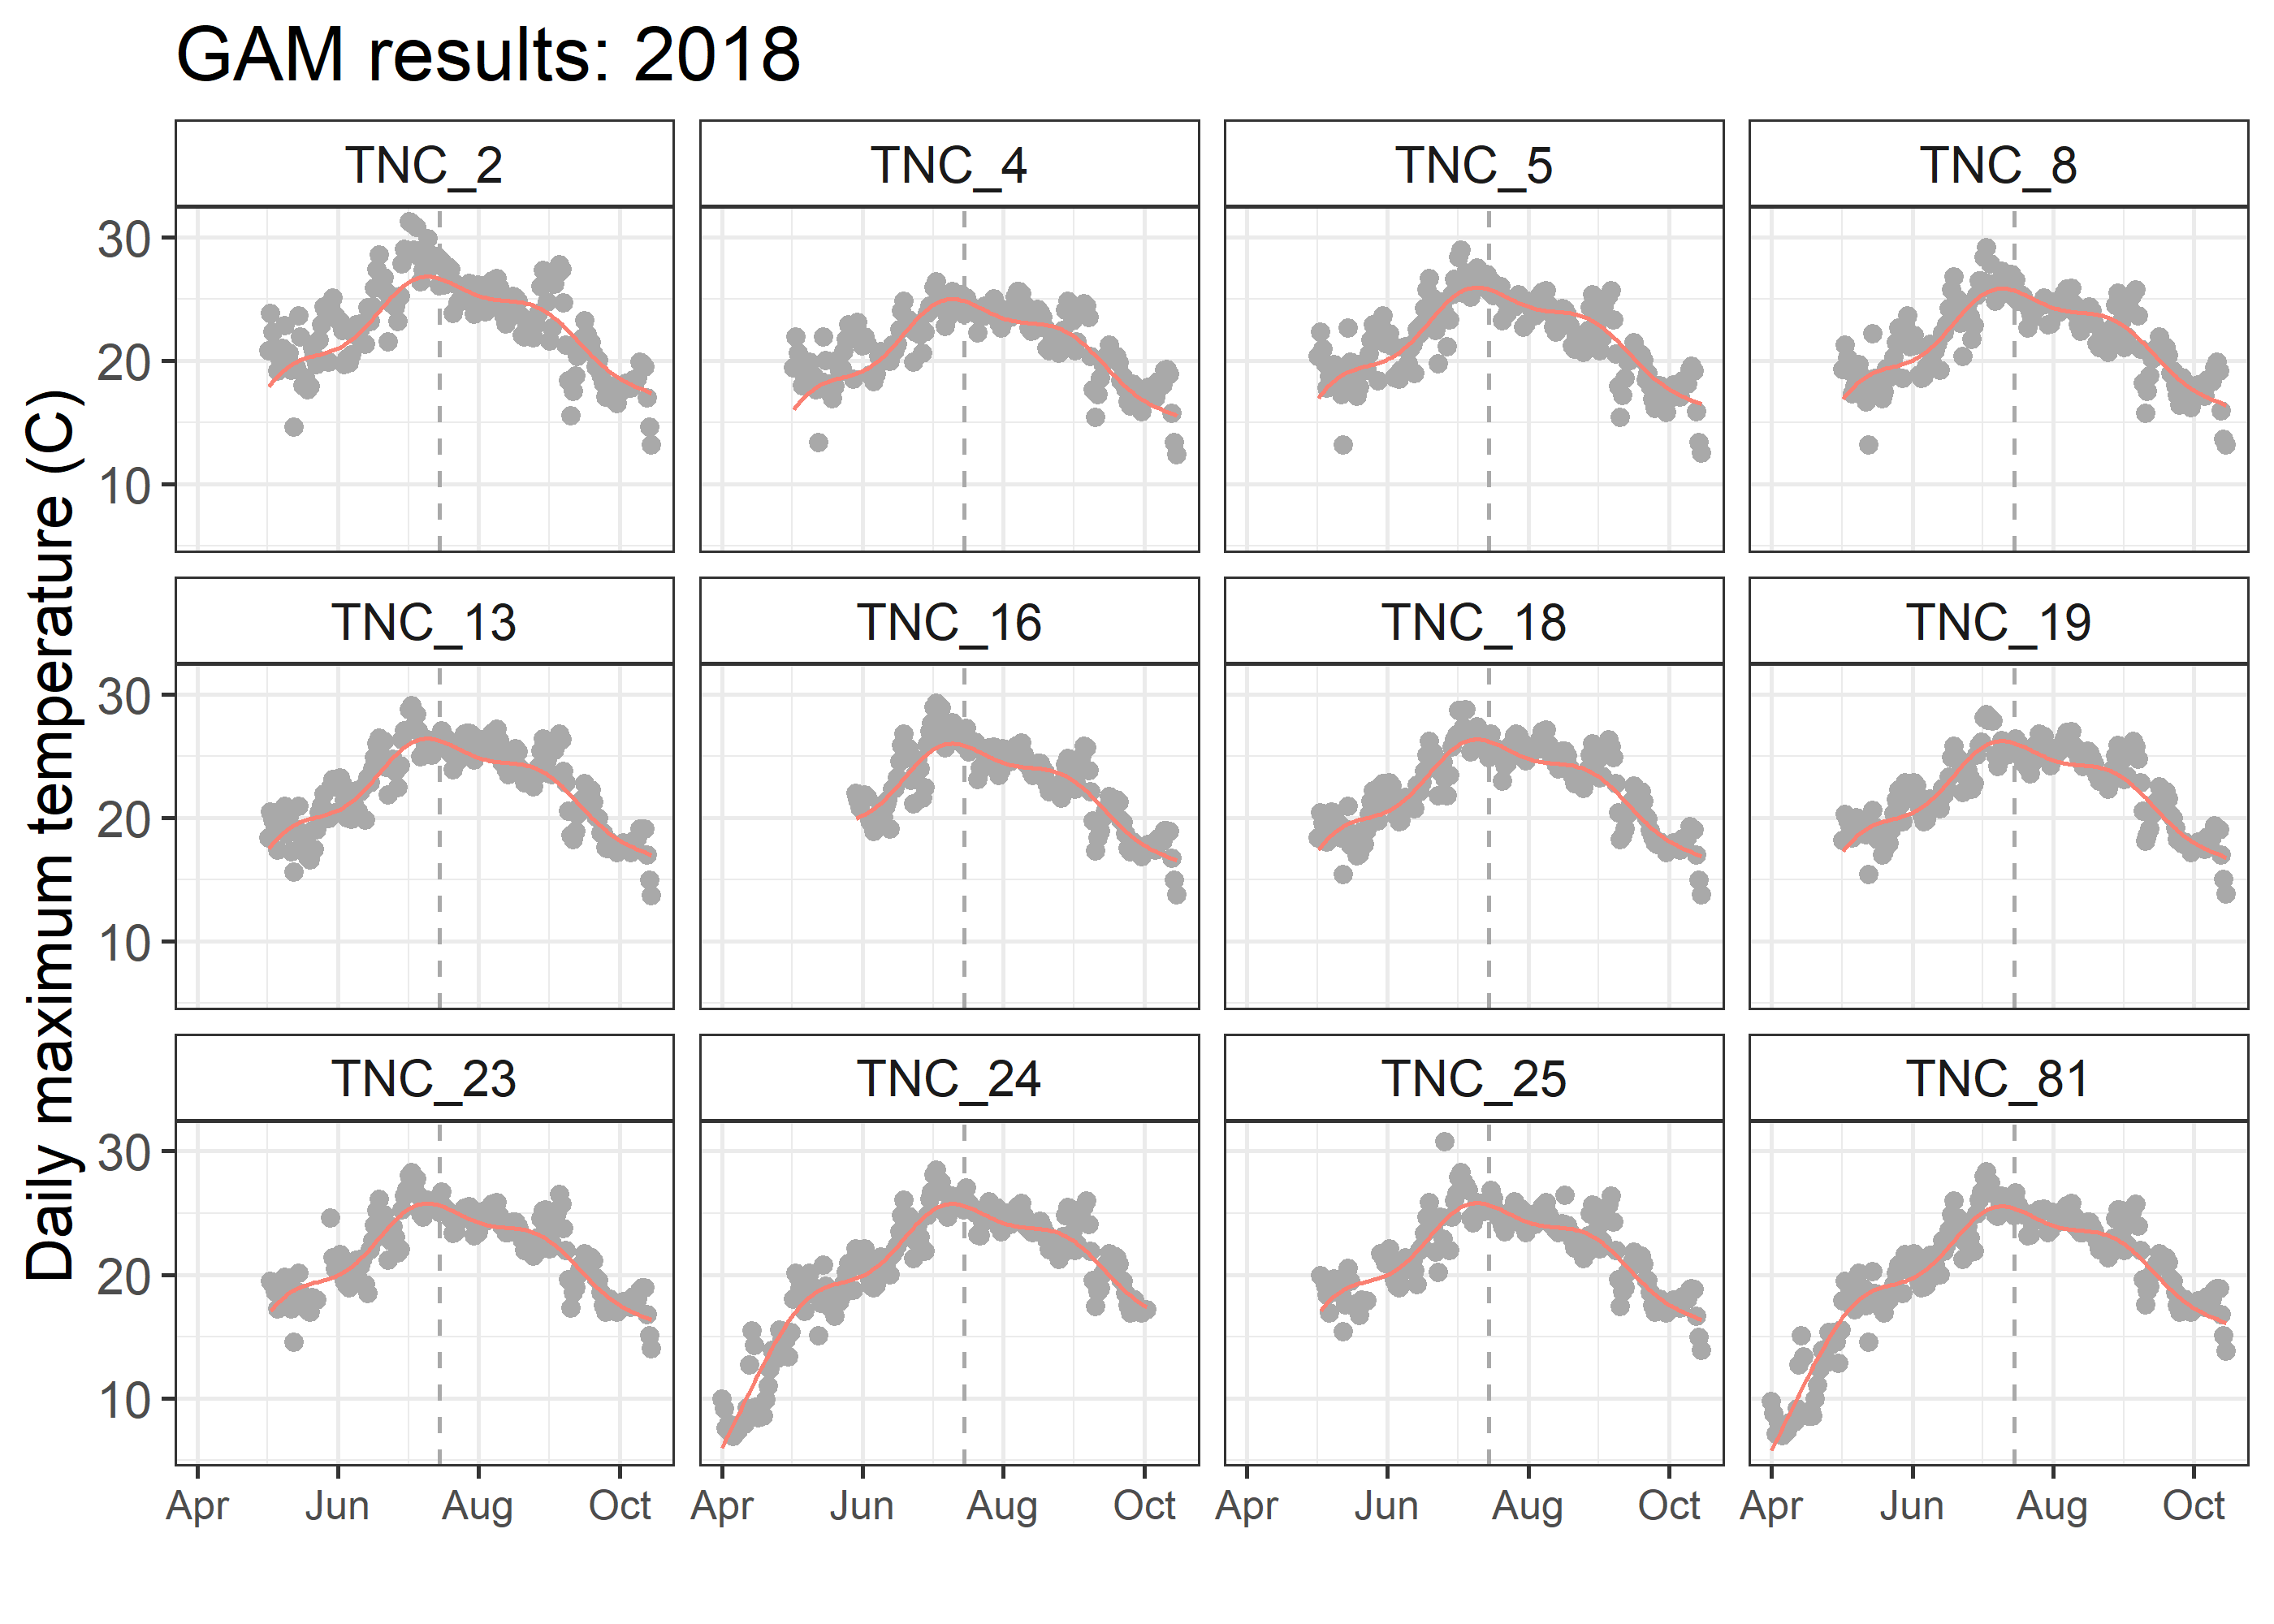 GAM results: 2018
TNC_2 TNC_4 TNC_5 TNC_8
30
20
10
TNC_13 TNC_16 TNC_18 TNC_19
30
20
10
TNC_23 TNC_24 TNC_25 TNC_81
30
20
10
Apr Jun Aug Oct Apr Jun Aug Oct Apr Jun Aug Oct Apr Jun Aug Oct
Daily maximum temperature (C)